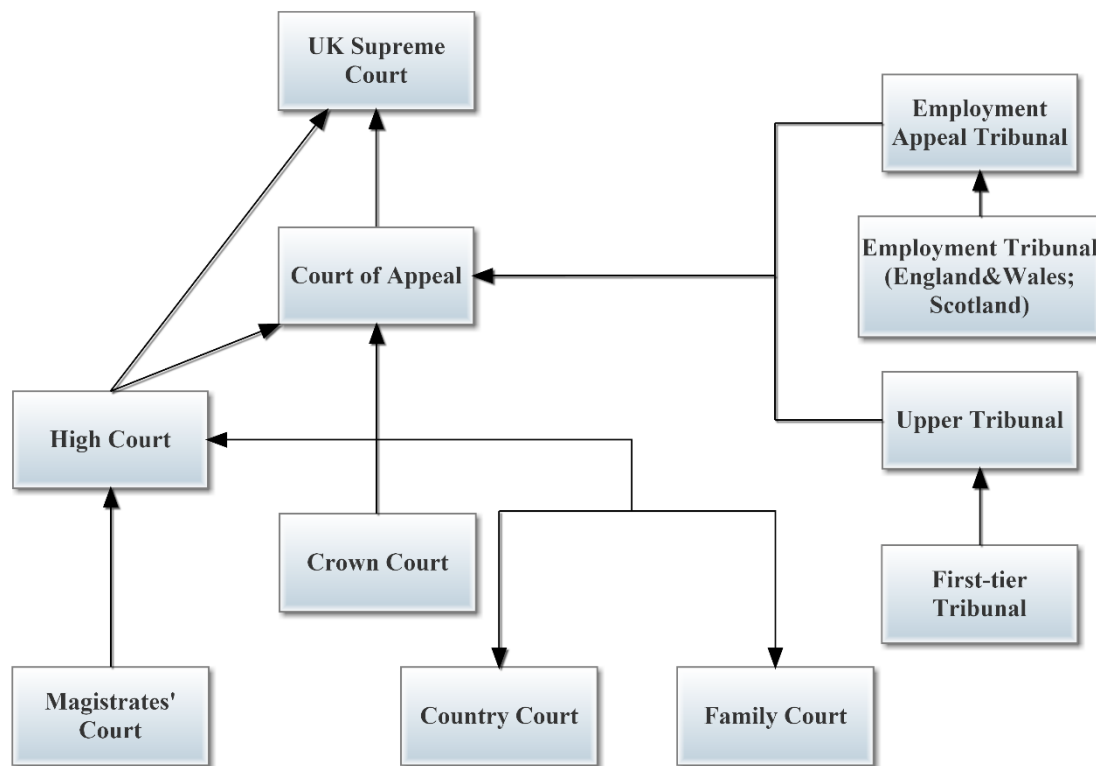 UK Supreme
Court
Employment
Appeal Tribunal
Employment Tribunal
(England&Wales;
Scotland)
Court of Appeal
High Court
Upper Tribunal
Crown Court
First-tier
Tribunal
Magistrates'
Court
Country Court
Family Court